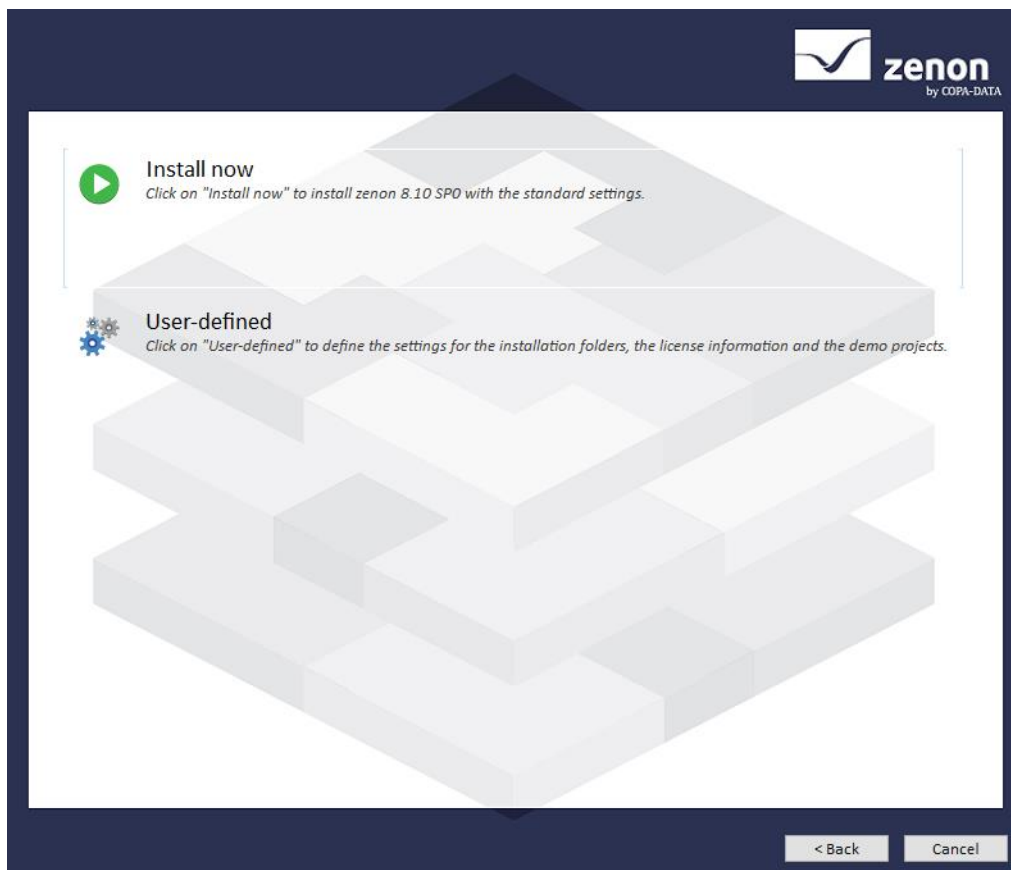 zenon
by COPA-DATA
Install now
Click on "Install now" to install zenon 8.10 SP0 with the standard settings.
User-defined
Click on "User-defined" to define the settings for the installation folders, the license information and the demo projects.
< Back
Cancel